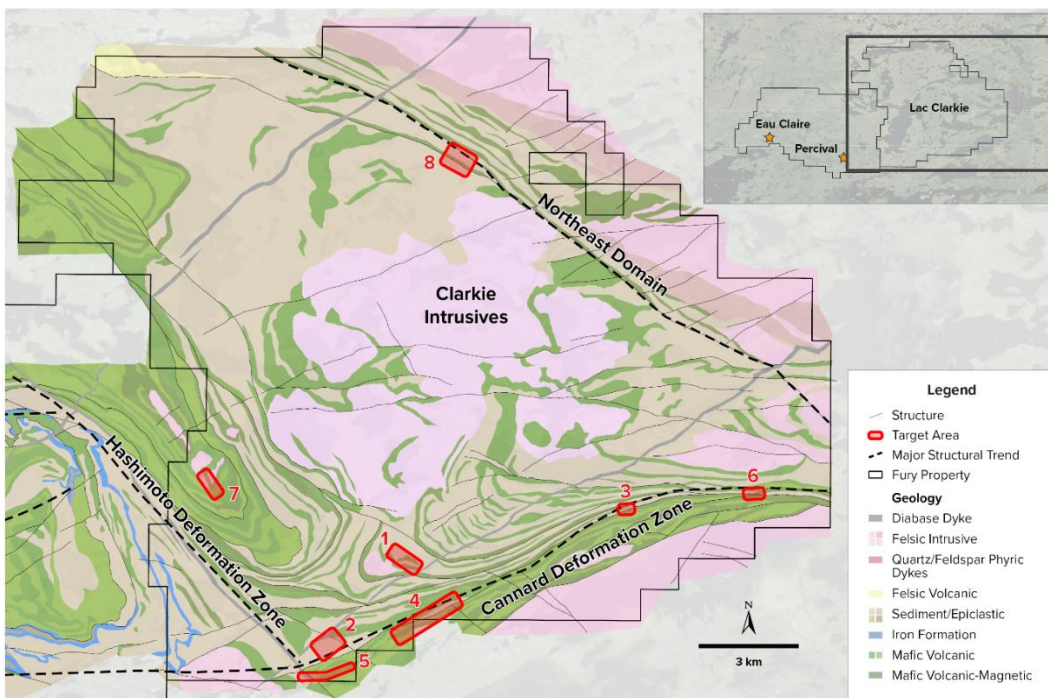 Eau Claire
Percival
Lac Clarkie
8
Northeast Domain
Clarkie
Intrusives
Hashimoto Deformation Zone
7
1
3
6
Cannard Deformation Zone
4
2
5
N
3 km
Legend
Structure
Target Area
Major Structural Trend
Fury Property
Geology
Diabase Dyke
Felsic Intrusive
Quartz/Feldspar Phyric
Dykes
Felsic Volcanic
Sediment/Epiclastic
Iron Formation
Mafic Volcanic
Mafic Volcanic-Magnetic